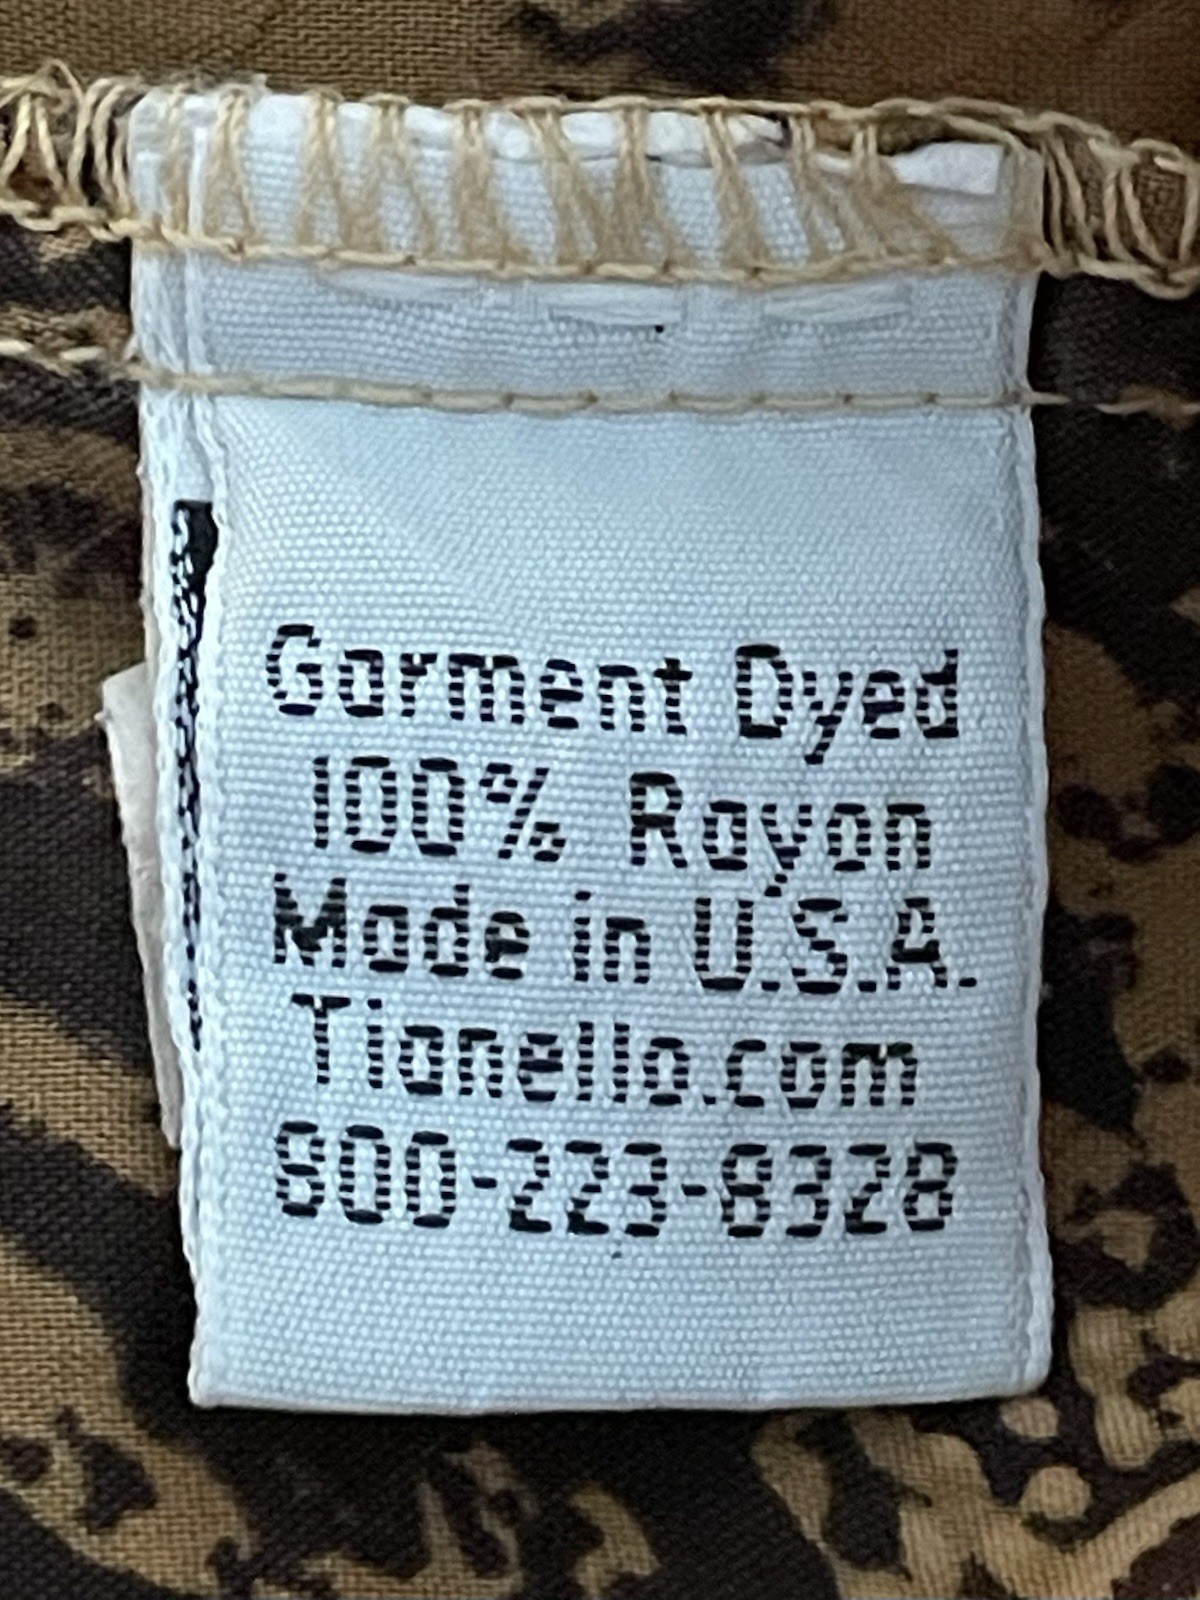 Garment Dyed
100% Rayon
Made in U.S.A.
Tianello.com
800-223-8328